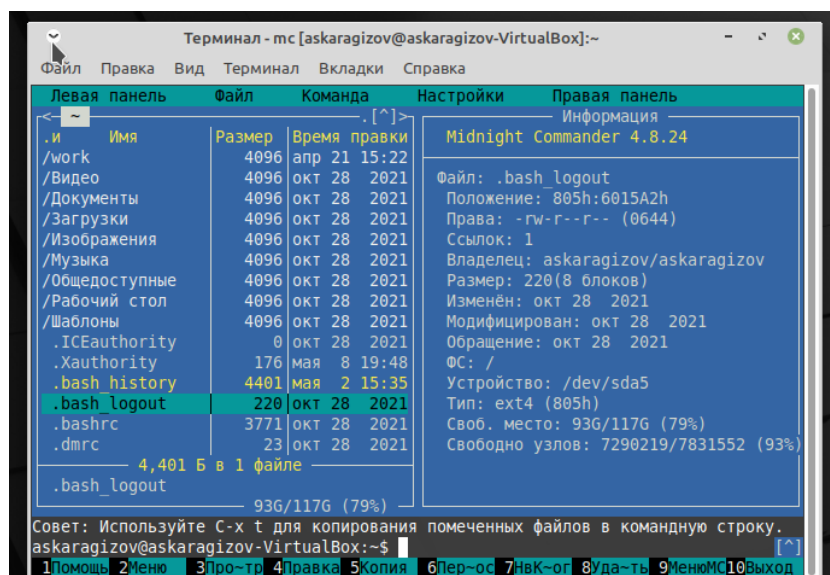 Терминал - mc [askaragizov@askaragizov-VirtualBox]:~
Файл Правка Вид Терминал Вкладки Справка
Левая панель Файл Команда Настройки Правая панель
<- ~ .[^]> Информация
.и Имя Размер Время правки Midnight Commander 4.8.24
/work 4096 апр 21 15:22
/Видео 4096 окт 28 2021 Файл: .bash_logout
/Документы 4096 окт 28 2021 Положение: 805h:6015A2h
/Загрузки 4096 окт 28 2021 Права: -rw-r--r-- (0644)
/Изображения 4096 окт 28 2021 Ссылок: 1
/Музыка 4096 окт 28 2021 Владелец: askaragizov/askaragizov
/Общедоступные 4096 окт 28 2021 Размер: 220(8 блоков)
/Рабочий стол 4096 окт 28 2021 Изменён: окт 28 2021
/Шаблоны 4096 окт 28 2021 Модифицирован: окт 28 2021
.ICEauthority 0 окт 28 2021 Обращение: окт 28 2021
.Xauthority 176 мая 8 19:48 ФС: /
.bash_history 4401 мая 2 15:35 Устройство: /dev/sda5
.bash_logout 220 окт 28 2021 Тип: ext4 (805h)
.bashrc 3771 окт 28 2021 Своб. место: 93G/117G (79%)
.dmrc 23 окт 28 2021 Свободно узлов: 7290219/7831552 (93%)
4,401 Б в 1 файле
.bash_logout
93G/117G (79%)
Совет: Используйте C-x t для копирования помеченных файлов в командную строку.
askaragizov@askaragizov-VirtualBox:~$ [^]
1Помощь 2Меню 3Про~тр 4Правка 5Копия 6Пер~ос 7НвК~ог 8Уда~ть 9МенюMC 10Выход